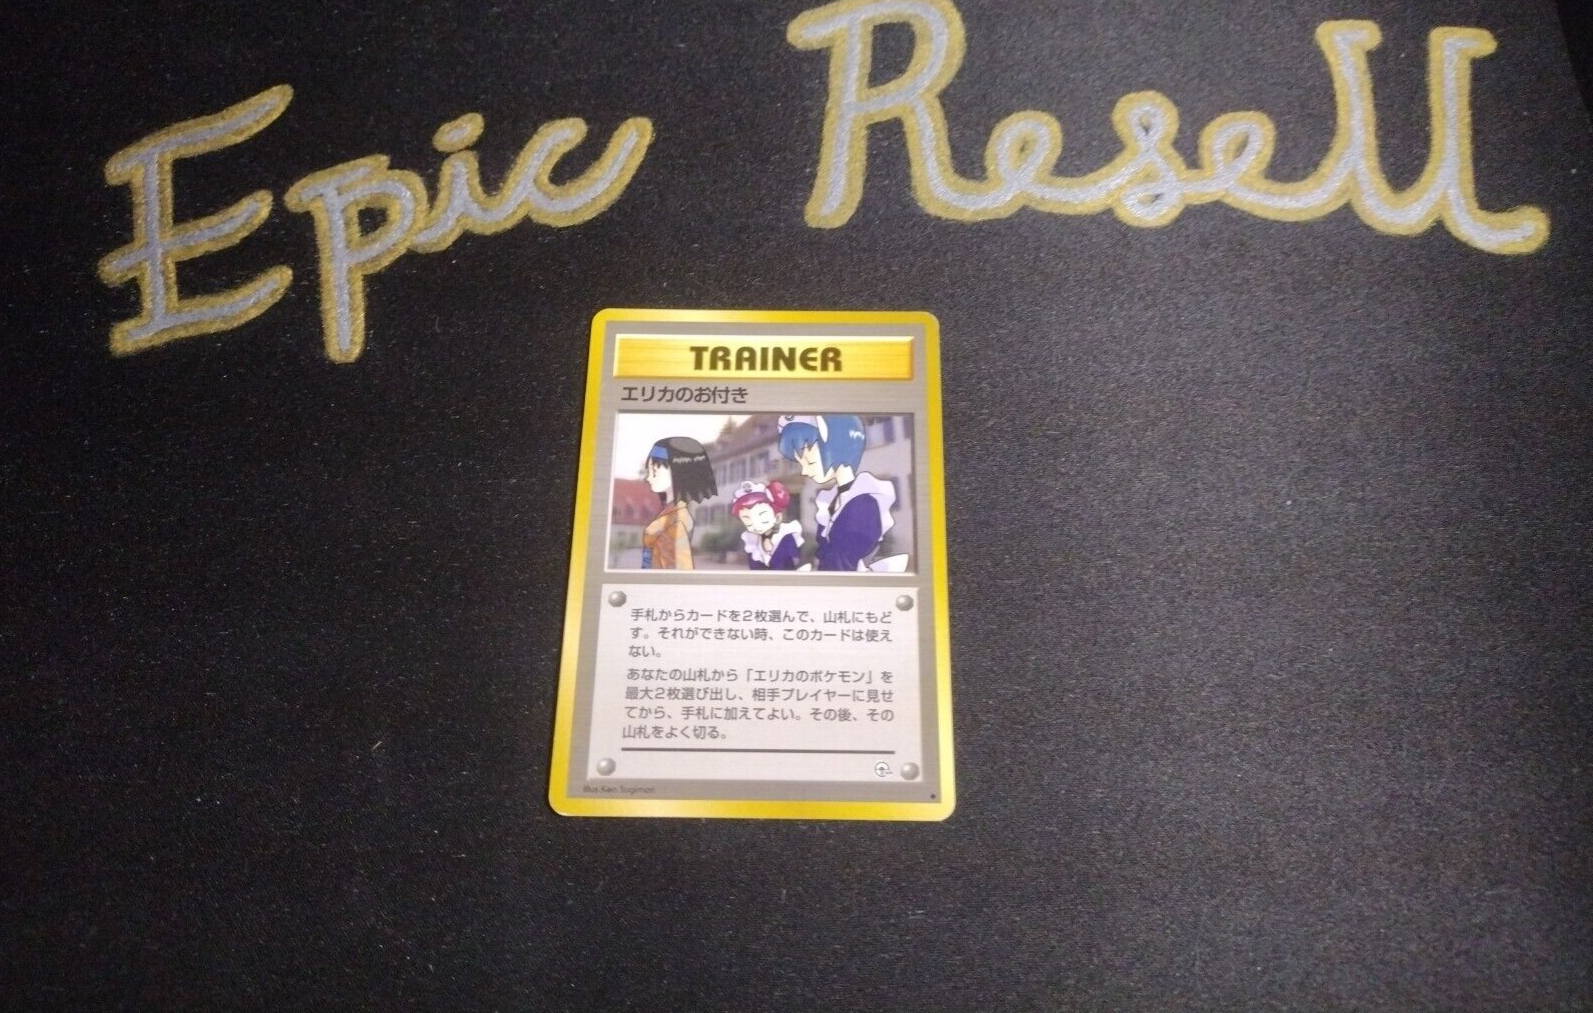 Epic Resell
TRAINER
エリカのお付き
手札からカードを2枚選んで、山札にもど
す。それができない時、このカードは使え
ない。
あなたの山札から「エリカのポケモン」を
最大2枚選び出し、相手プレイヤーに見せ
てから、手札に加えてよい。その後、その
山札をよく切る。
Illus. Ken Sugimori